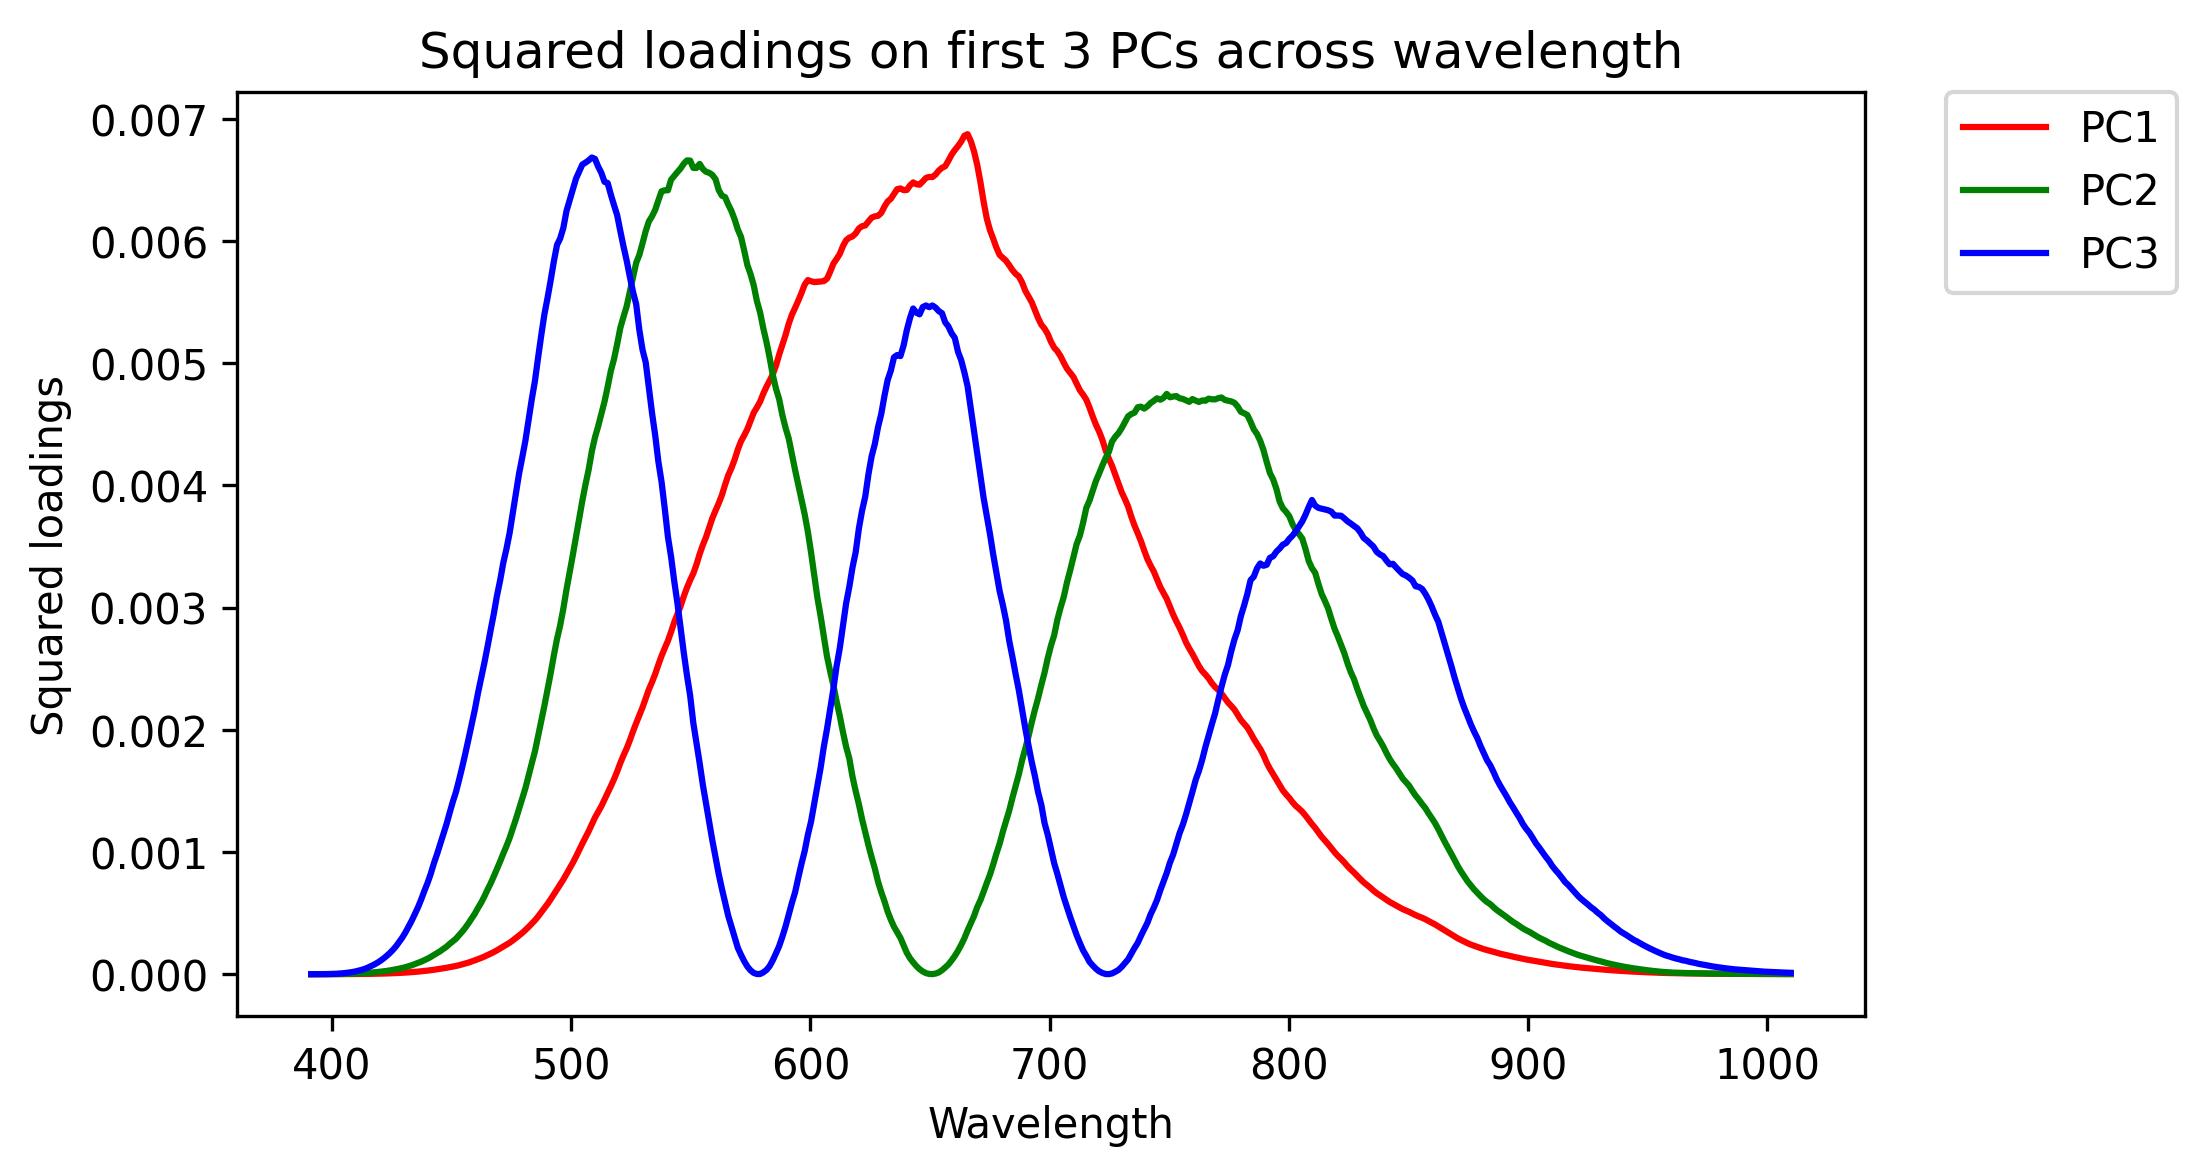 Squared loadings on first 3 PCs across wavelength
0.007
0.006
0.005
0.004
0.003
0.002
0.001
0.000
Squared loadings
400 500 600 700 800 900 1000
Wavelength
PC1
PC2
PC3